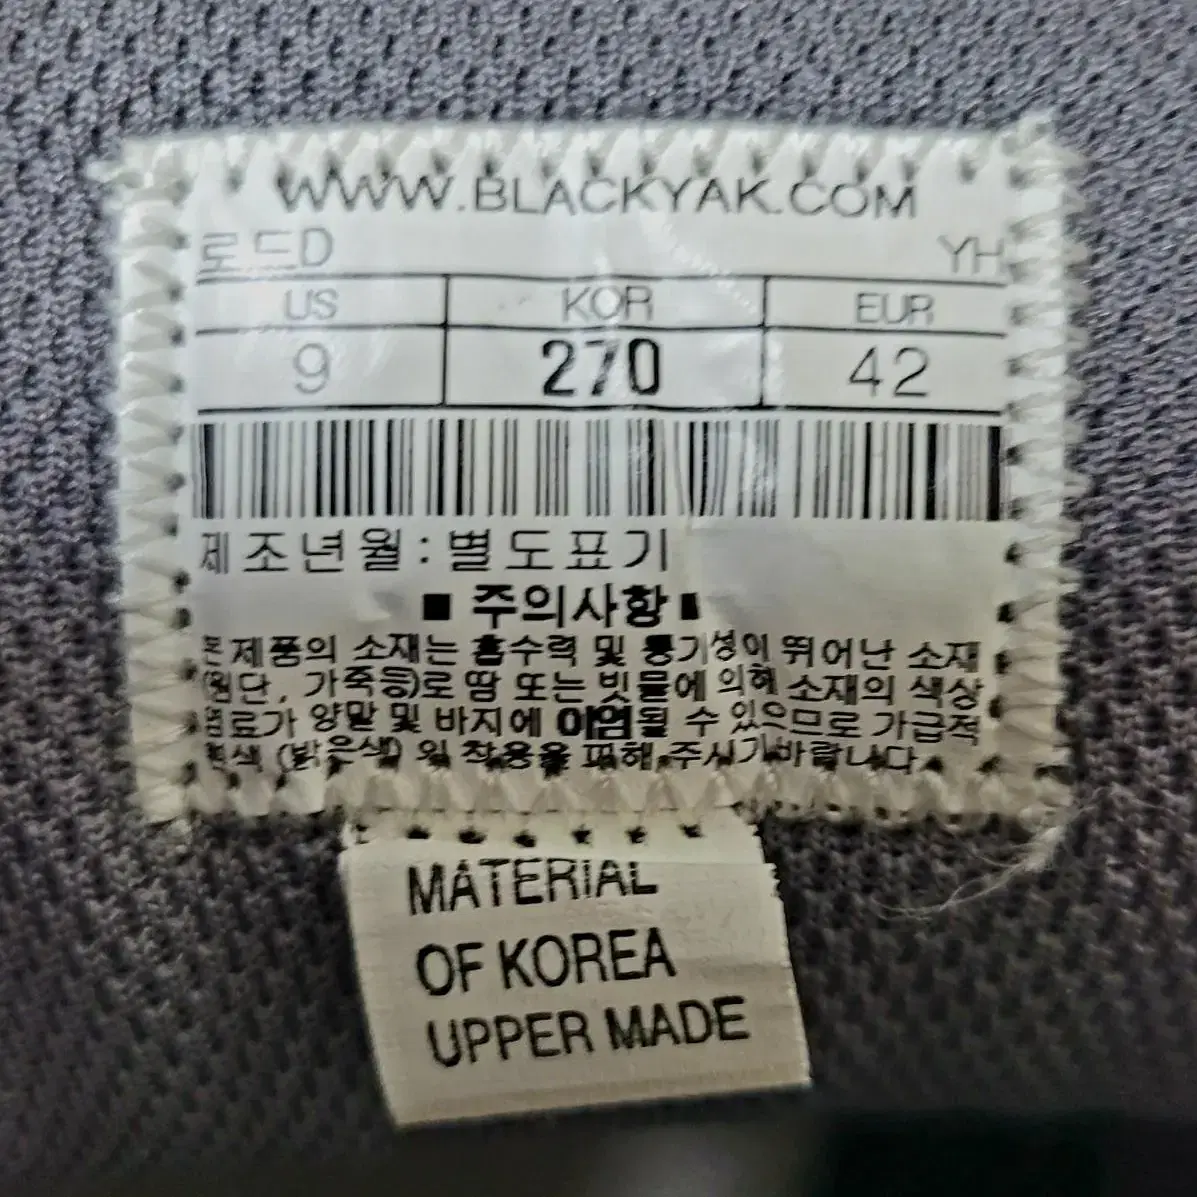 WWW.BLACKYAK.COM
로드D YH
US KOR EUR
9 270 42
제조년월 : 별도표기
■ 주의사항 ■
본 제품의 소재는 흡수력 및 통기성이 뛰어난 소재
(원단, 가죽등)로 땀 또는 빗물에 의해 소재의 색상
염료가 양말 및 바지에 이염될 수 있으므로 가급적
흰색 (밝은색) 의 착용을 피해 주시기 바랍니다.
MATERIAL
OF KOREA
UPPER MADE